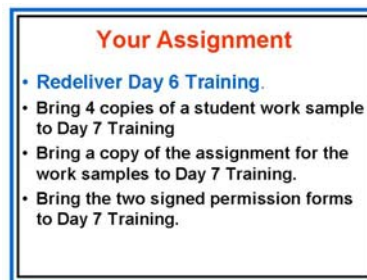 Your Assignment
• Redeliver Day 6 Training.
• Bring 4 copies of a student work sample
to Day 7 Training
• Bring a copy of the assignment for the
work samples to Day 7 Training.
• Bring the two signed permission forms
to Day 7 Training.